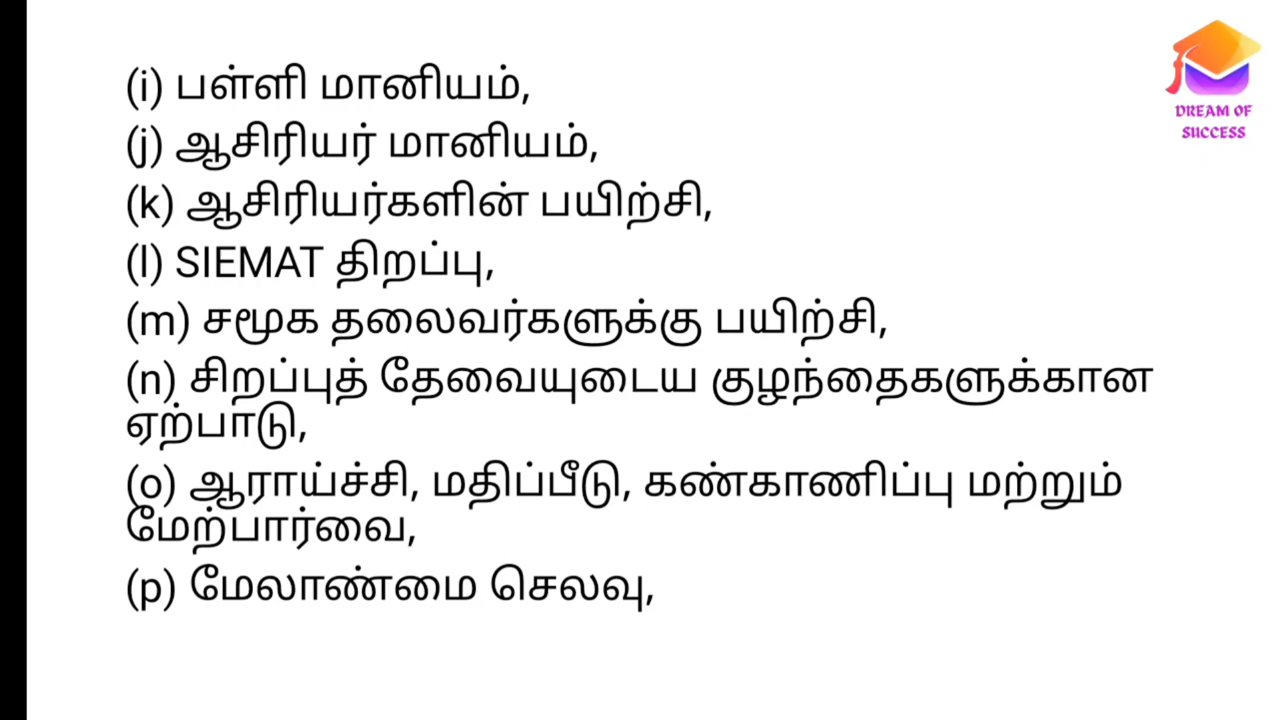 (i) பள்ளி மானியம்,
(j) ஆசிரியர் மானியம்,
(k) ஆசிரியர்களின் பயிற்சி,
(l) SIEMAT திறப்பு,
(m) சமூக தலைவர்களுக்கு பயிற்சி,
(n) சிறப்புத் தேவையுடைய குழந்தைகளுக்கான
ஏற்பாடு,
(o) ஆராய்ச்சி, மதிப்பீடு, கண்காணிப்பு மற்றும்
மேற்பார்வை,
(p) மேலாண்மை செலவு,
DREAM OF
SUCCESS